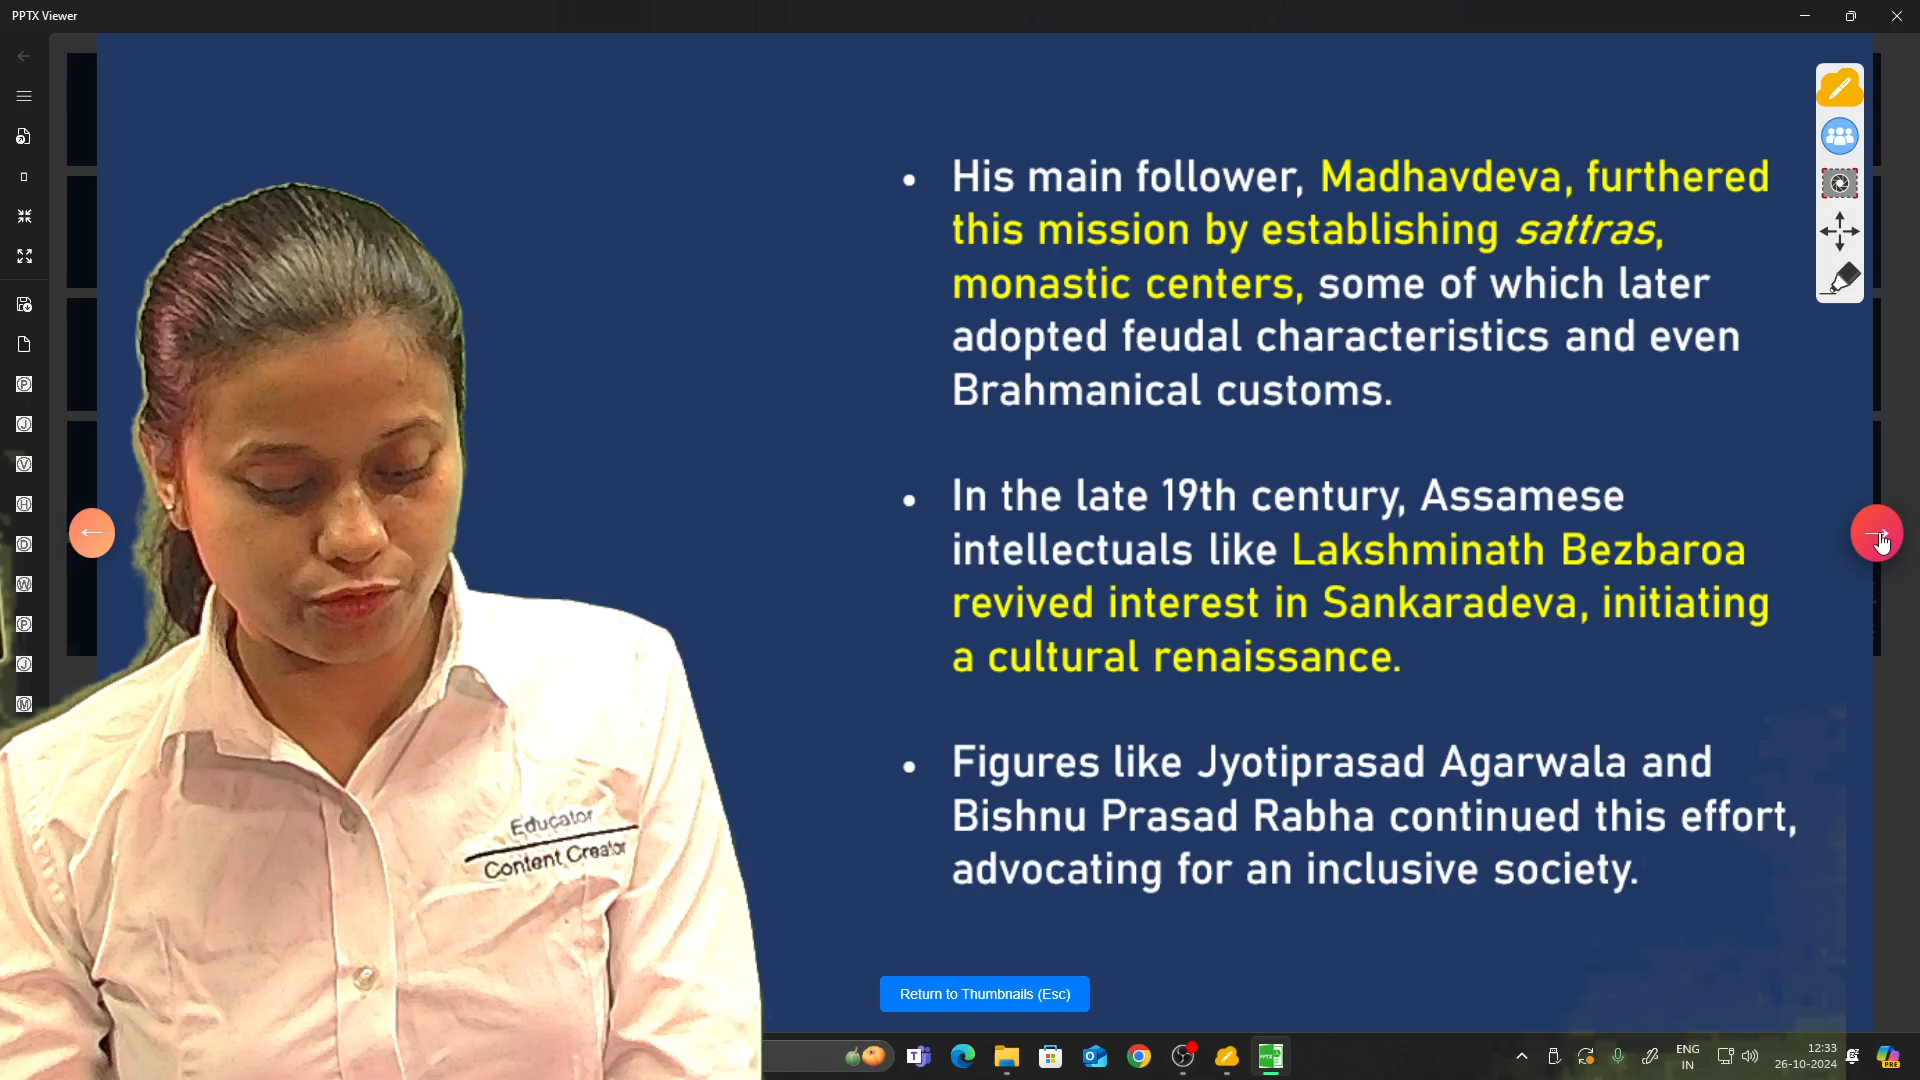 PPTX Viewer
His main follower, Madhavdeva, furthered
this mission by establishing sattras,
monastic centers, some of which later
adopted feudal characteristics and even
Brahmanical customs.
In the late 19th century, Assamese
intellectuals like Lakshminath Bezbaroa
revived interest in Sankaradeva, initiating
a cultural renaissance.
Figures like Jyotiprasad Agarwala and
Bishnu Prasad Rabha continued this effort,
advocating for an inclusive society.
Educator
Content Creator
Return to Thumbnails (Esc)
P
J
V
H
D
W
P
J
M
ENG
IN
12:33
26-10-2024
PRE